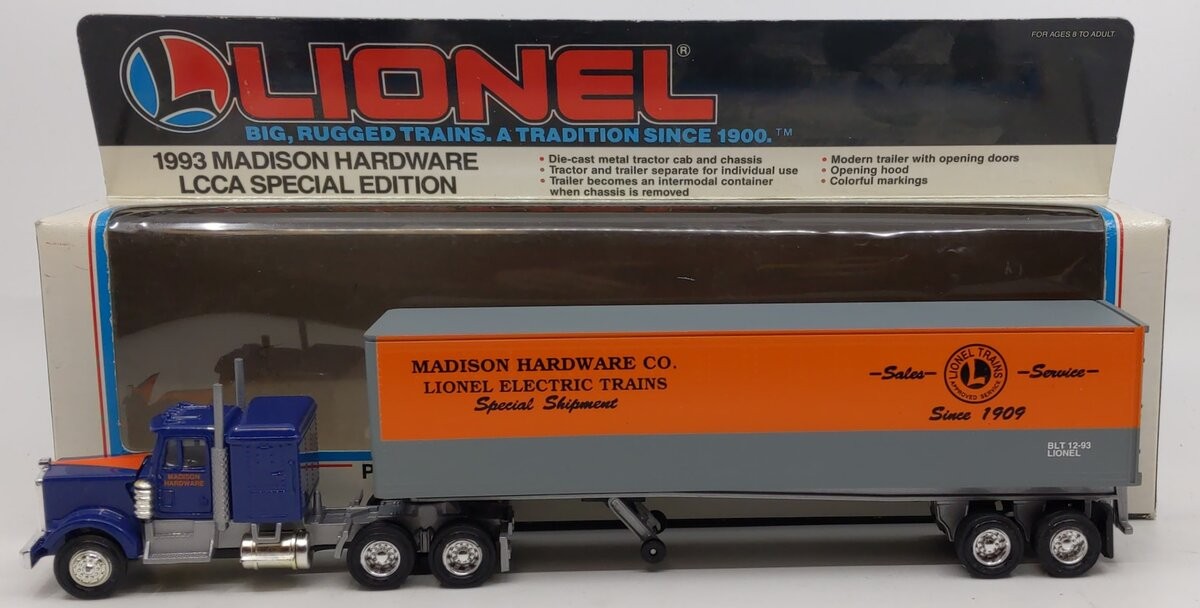 FOR AGES 8 TO ADULT
L LIONEL®
BIG, RUGGED TRAINS. A TRADITION SINCE 1900.™
1993 MADISON HARDWARE
LCCA SPECIAL EDITION
• Die-cast metal tractor cab and chassis
• Tractor and trailer separate for individual use
• Trailer becomes an intermodal container
when chassis is removed
• Modern trailer with opening doors
• Opening hood
• Colorful markings
MADISON HARDWARE CO.
LIONEL ELECTRIC TRAINS
Special Shipment
—Sales—
LIONEL TRAINS
L
APPROVED SERVICE
—Service—
Since 1909
BLT 12-93
LIONEL
MADISON
HARDWARE
P